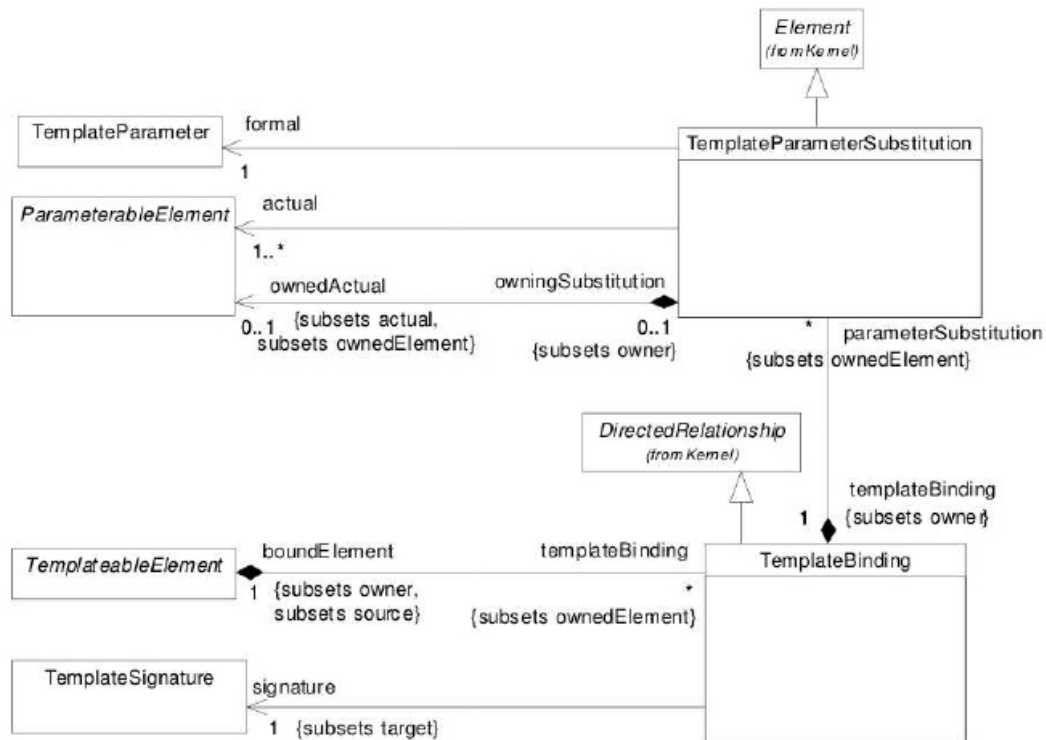 Element
(from Kernel)
TemplateParameter
formal
1
TemplateParameterSubstitution
ParameterableElement
actual
1..*
ownedActual
owningSubstitution
0..1
{subsets actual,
subsets ownedElement}
0..1
{subsets owner}
*
parameterSubstitution
{subsets ownedElement}
DirectedRelationship
(from Kernel)
templateBinding
1
{subsets owner}
TemplateableElement
boundElement
1
{subsets owner,
subsets source}
templateBinding
*
{subsets ownedElement}
TemplateBinding
TemplateSignature
signature
1
{subsets target}